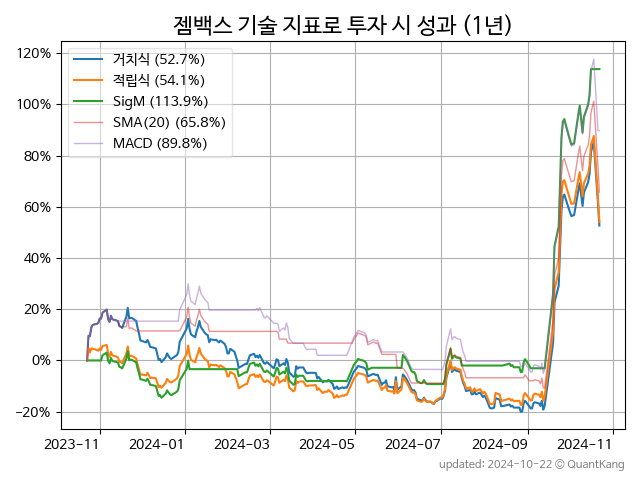 젬백스 기술 지표로 투자 시 성과 (1년)
120%
100%
80%
60%
40%
20%
0%
−20%
거치식 (52.7%)
적립식 (54.1%)
SigM (113.9%)
SMA(20) (65.8%)
MACD (89.8%)
2023-11
2024-01
2024-03
2024-05
2024-07
2024-09
2024-11
updated: 2024-10-22 © QuantKang